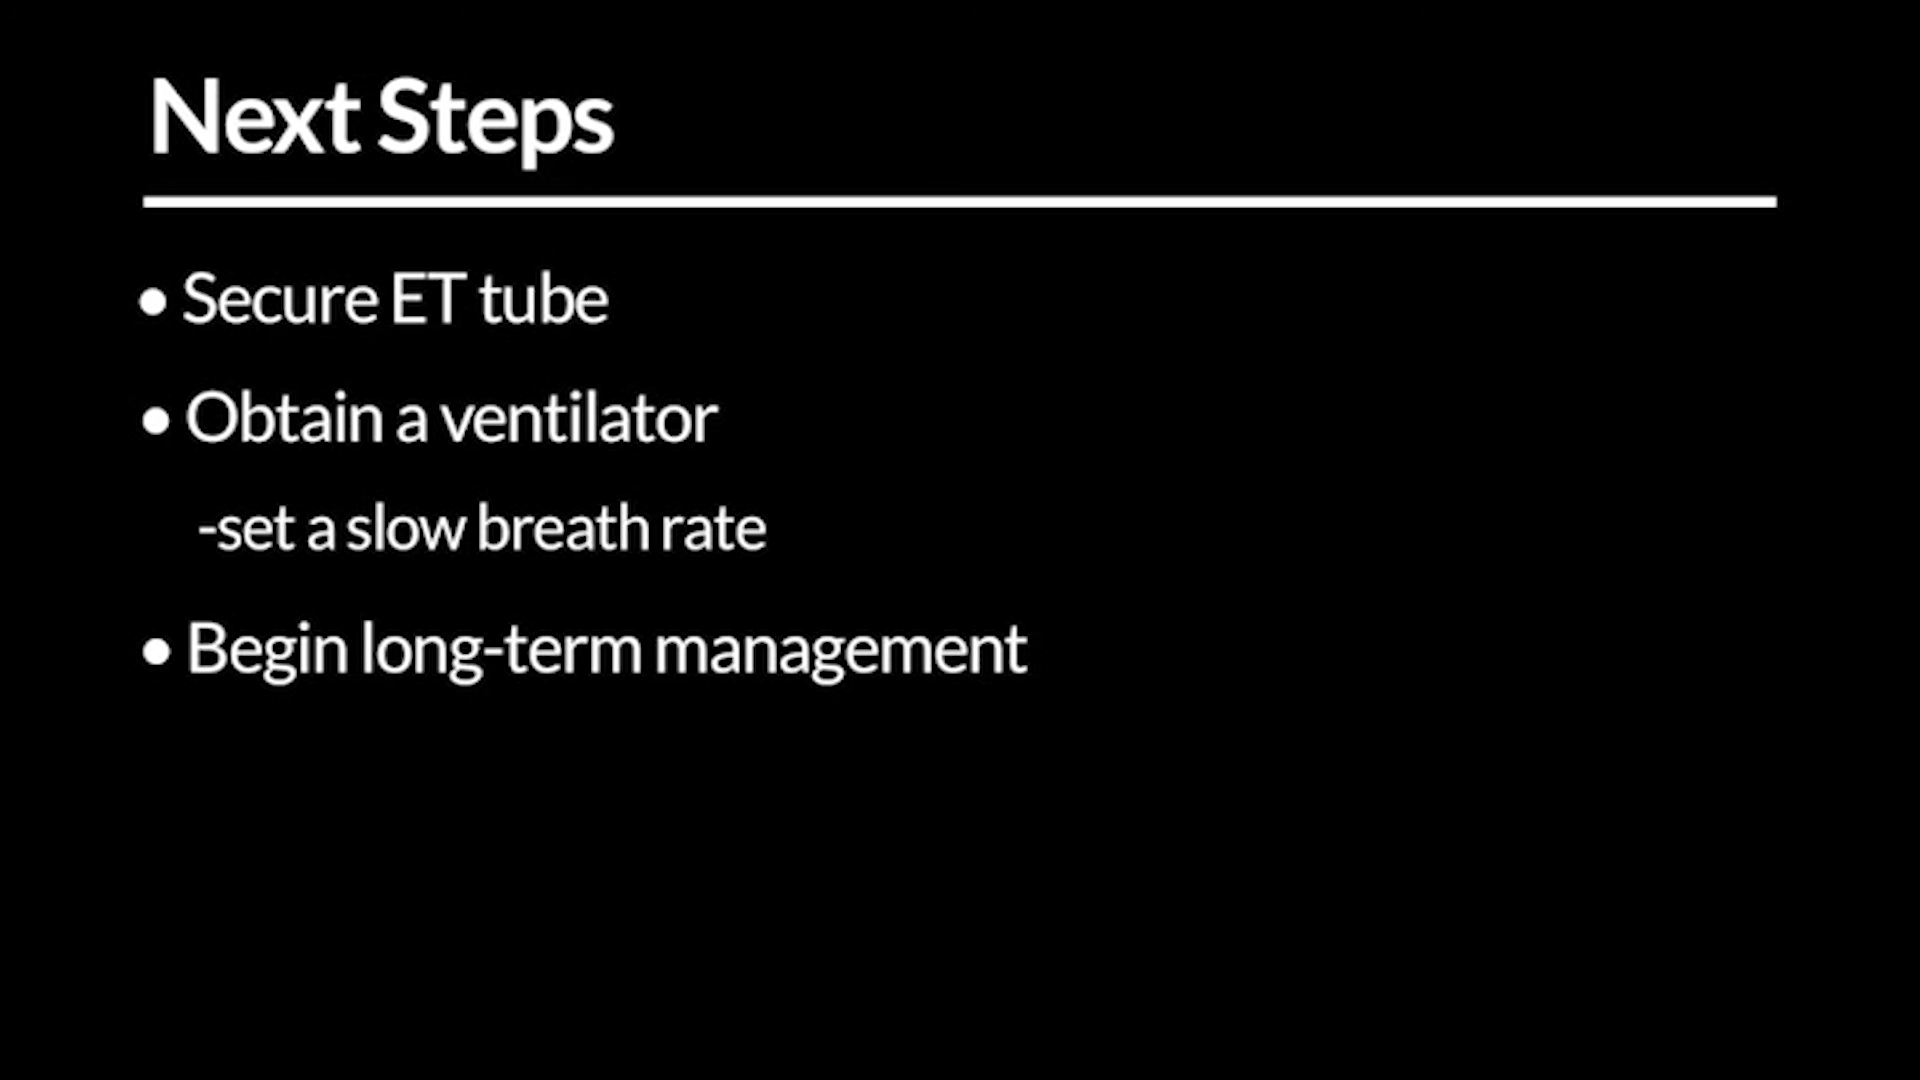 Next Steps
• Secure ET tube
• Obtain a ventilator
-set a slow breath rate
• Begin long-term management